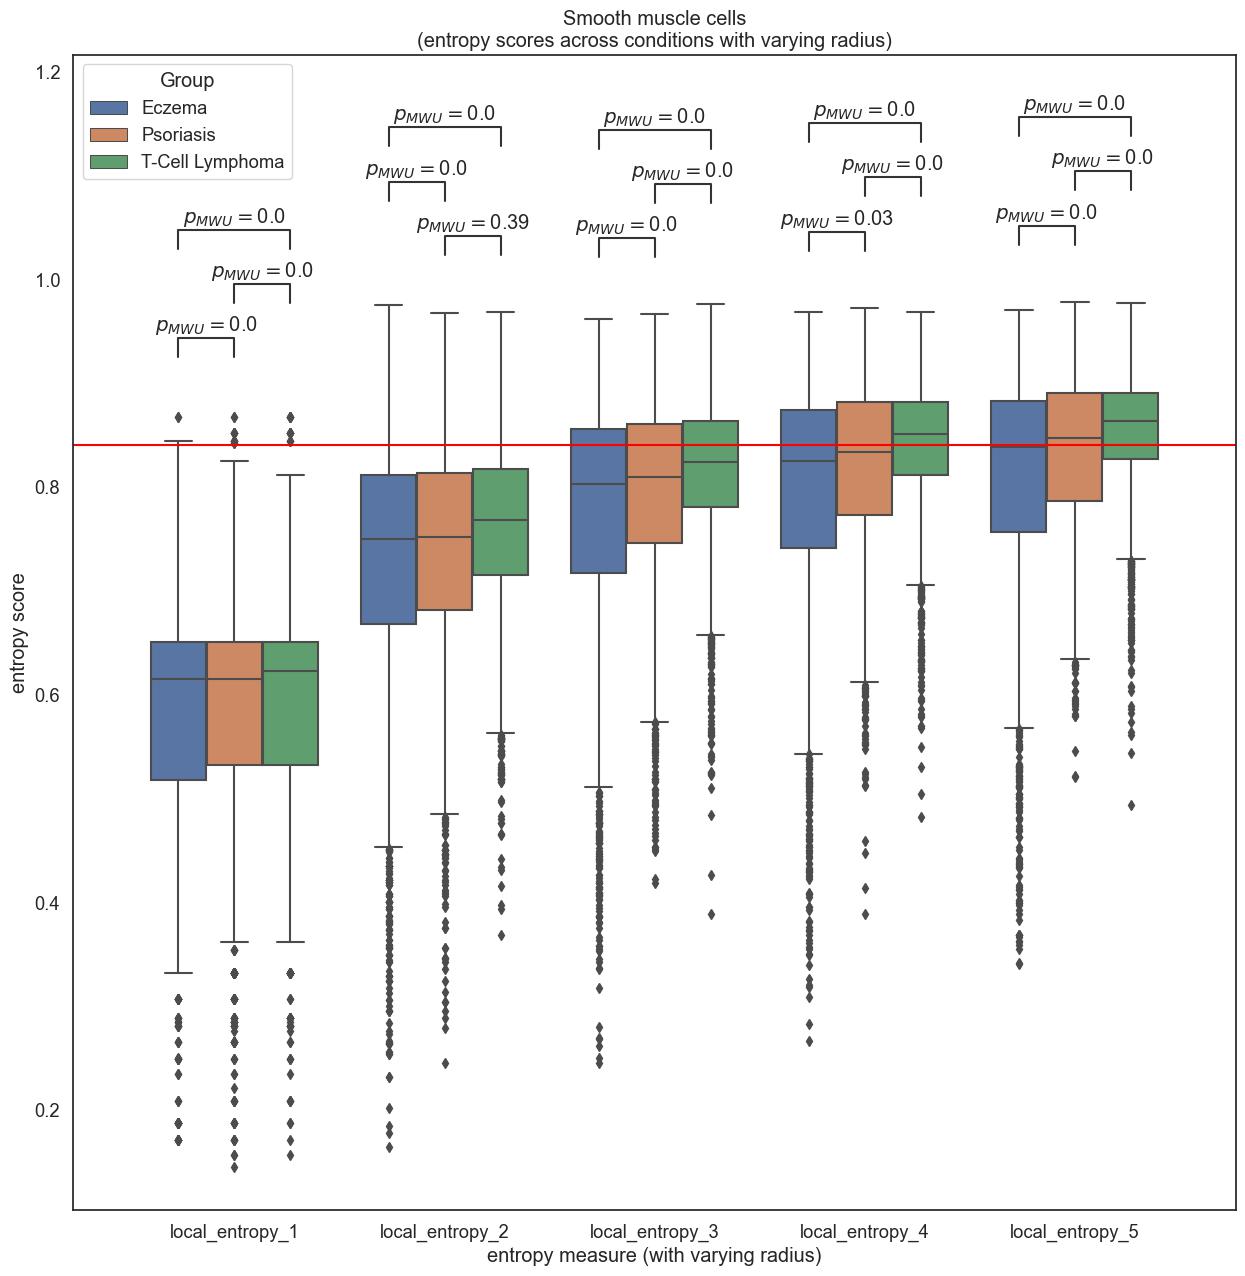 Smooth muscle cells
(entropy scores across conditions with varying radius)
Group
Eczema
Psoriasis
T-Cell Lymphoma
p_MWU = 0.0
p_MWU = 0.0
p_MWU = 0.0
p_MWU = 0.0
p_MWU = 0.0
p_MWU = 0.39
p_MWU = 0.0
p_MWU = 0.0
p_MWU = 0.0
p_MWU = 0.0
p_MWU = 0.0
p_MWU = 0.03
p_MWU = 0.0
p_MWU = 0.0
p_MWU = 0.0
entropy score
1.2
1.0
0.8
0.6
0.4
0.2
local_entropy_1 local_entropy_2 local_entropy_3 local_entropy_4 local_entropy_5
entropy measure (with varying radius)